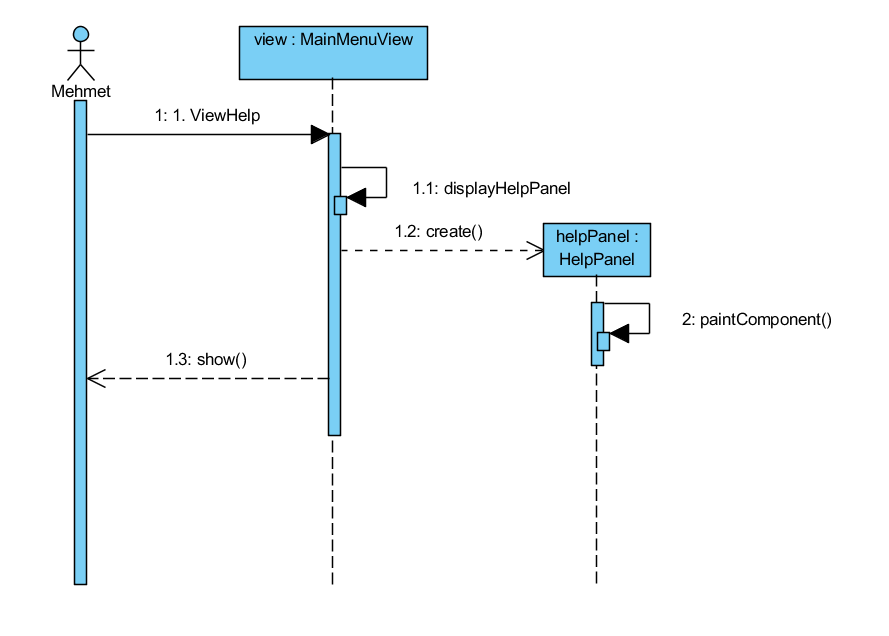 view : MainMenuView
Mehmet
1: 1. ViewHelp
1.1: displayHelpPanel
1.2: create()
helpPanel :
HelpPanel
2: paintComponent()
1.3: show()